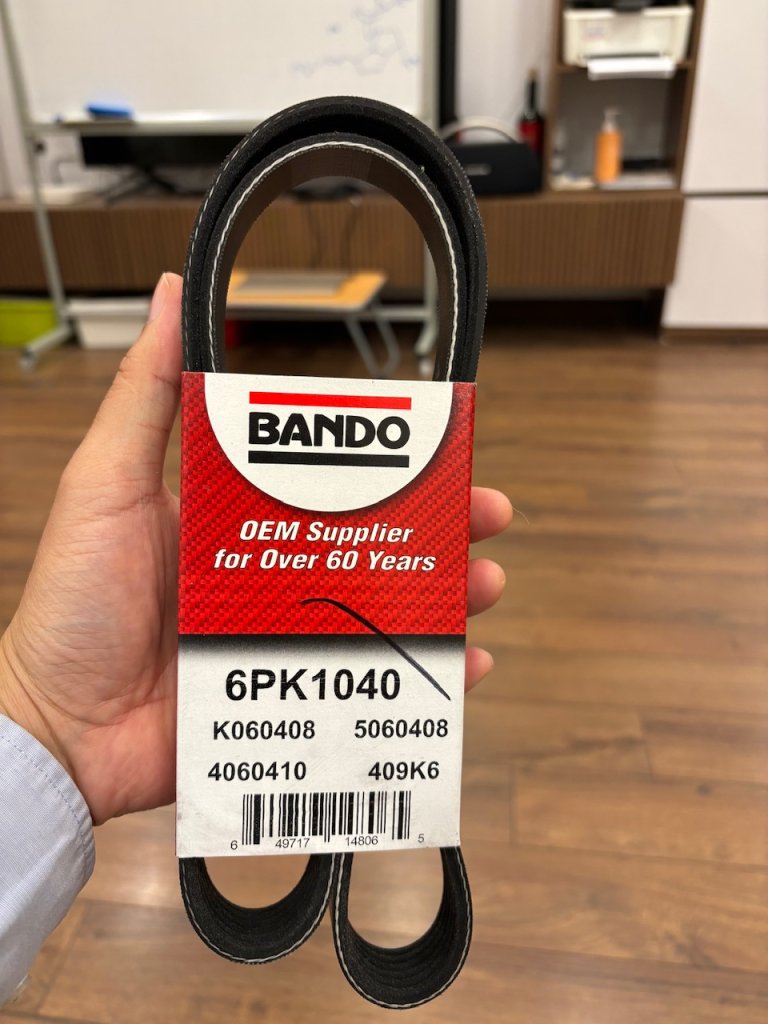 BANDO
OEM Supplier
for Over 60 Years
6PK1040
K060408 5060408
4060410 409K6
6 49717 14806 5